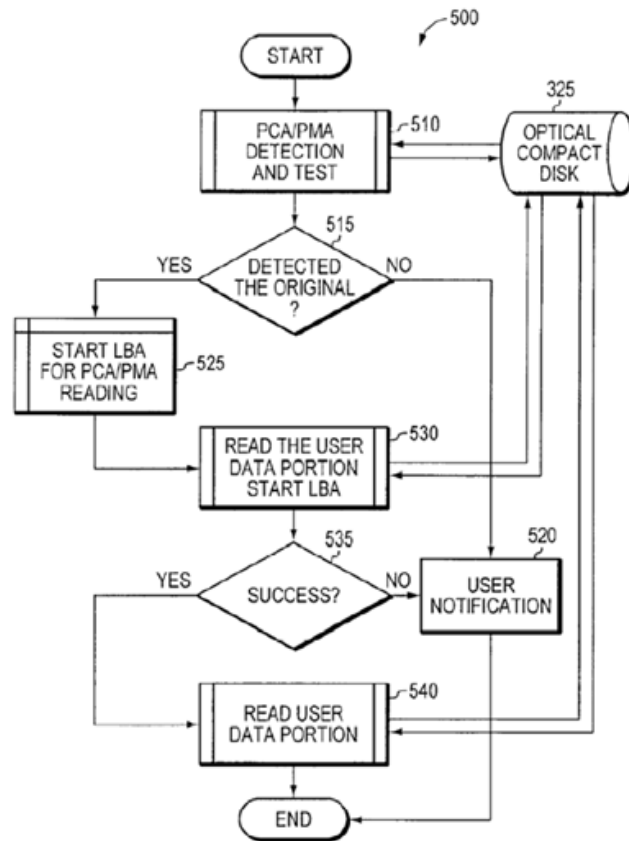 500
START
325
PCA/PMA
DETECTION
AND TEST
510
OPTICAL
COMPACT
DISK
515
YES
DETECTED
THE ORIGINAL
?
NO
START LBA
FOR PCA/PMA
READING
525
530
READ THE USER
DATA PORTION
START LBA
535
520
YES
SUCCESS?
NO
USER
NOTIFICATION
540
READ USER
DATA PORTION
END